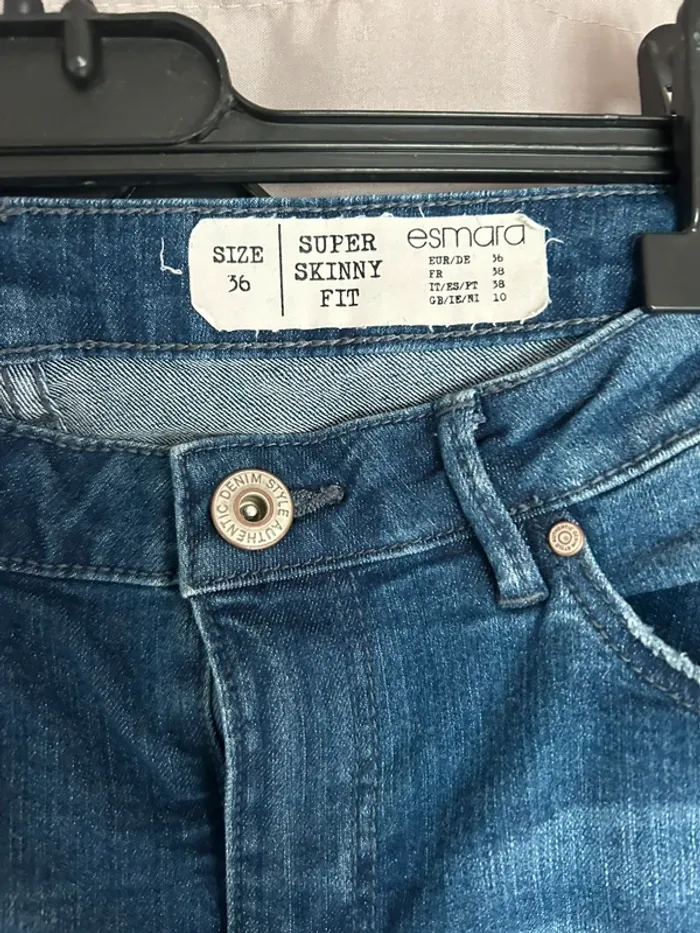 SIZE
36
SUPER
SKINNY
FIT
esmara
EUR/DE 36
FR 38
IT/ES/PT 38
GB/IE/NI 10
DENIM STYLE AUTHENTIC